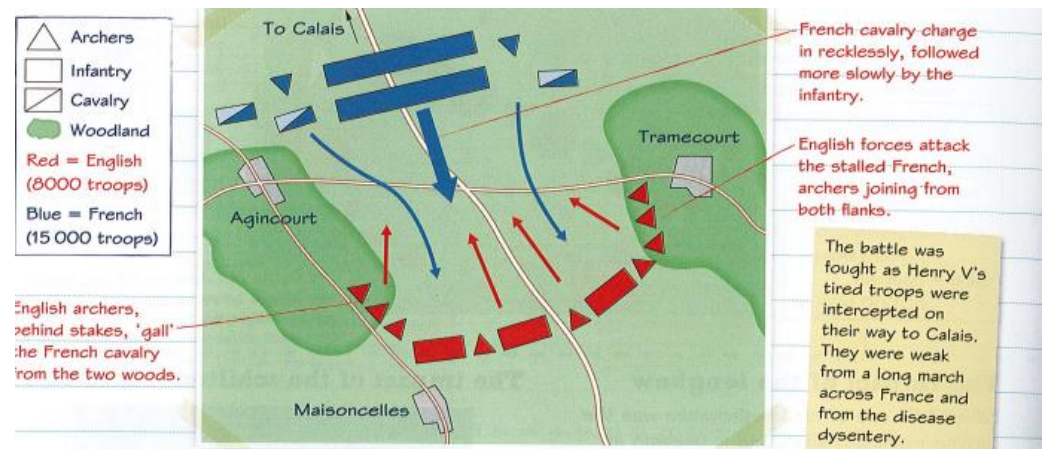 Archers
Infantry
Cavalry
Woodland
Red = English
(8000 troops)
Blue = French
(15 000 troops)
To Calais
French cavalry charge
in recklessly, followed
more slowly by the
infantry.
Tramecourt
English forces attack
the stalled French,
archers joining from
both flanks.
Agincourt
English archers,
behind stakes, 'gall'
the French cavalry
from the two woods.
Maisoncelles
The battle was
fought as Henry V's
tired troops were
intercepted on
their way to Calais.
They were weak
from a long march
across France and
from the disease
dysentery.